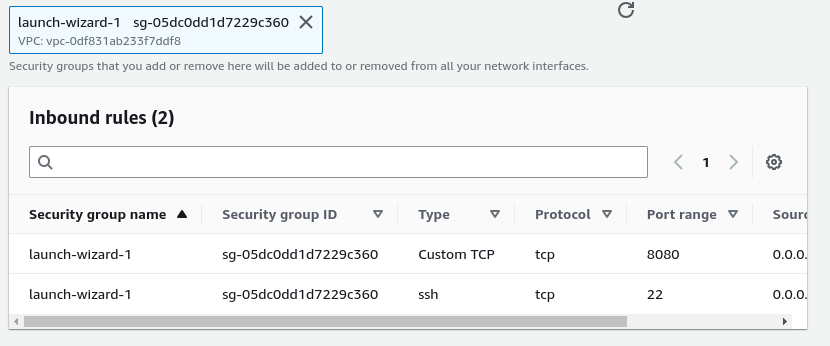 launch-wizard-1 sg-05dc0dd1d7229c360
VPC: vpc-0df831ab233f7ddf8
Security groups that you add or remove here will be added to or removed from all your network interfaces.
Inbound rules (2)
1
Security group name Security group ID Type Protocol Port range Sourc
launch-wizard-1 sg-05dc0dd1d7229c360 Custom TCP tcp 8080 0.0.0.
launch-wizard-1 sg-05dc0dd1d7229c360 ssh tcp 22 0.0.0.